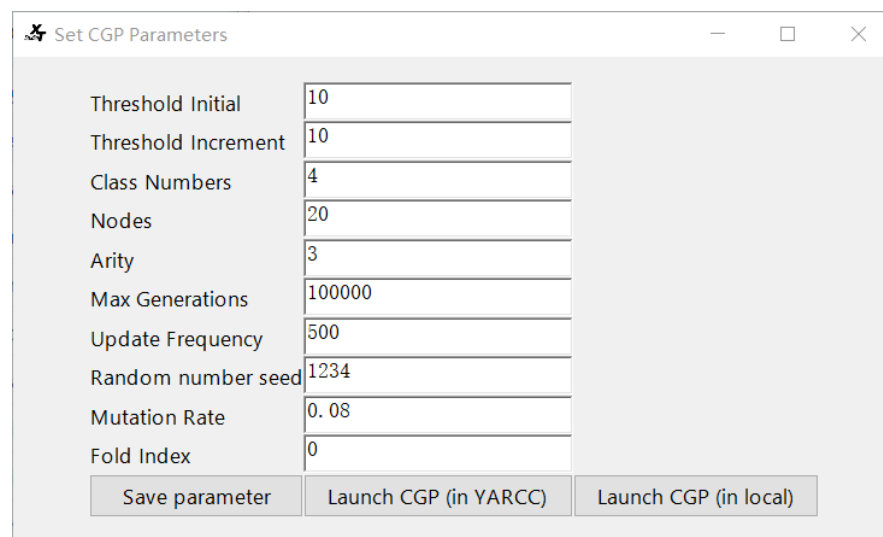 Set CGP Parameters
Threshold Initial 10
Threshold Increment 10
Class Numbers 4
Nodes 20
Arity 3
Max Generations 100000
Update Frequency 500
Random number seed 1234
Mutation Rate 0.08
Fold Index 0
Save parameter Launch CGP (in YARCC) Launch CGP (in local)